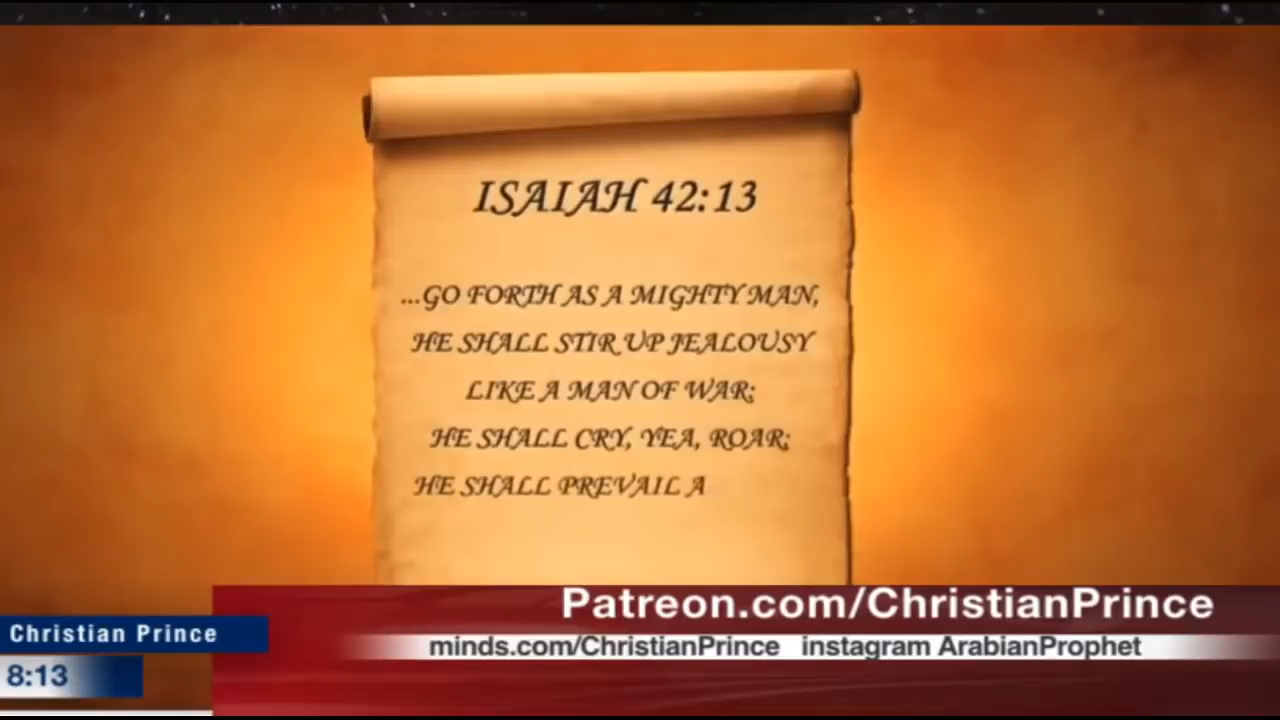 ISAIAH 42:13
...GO FORTH AS A MIGHTY MAN,
HE SHALL STIR UP JEALOUSY
LIKE A MAN OF WAR;
HE SHALL CRY, YEA, ROAR;
HE SHALL PREVAIL A
Patreon.com/ChristianPrince
Christian Prince
minds.com/ChristianPrince instagram ArabianProphet
8:13